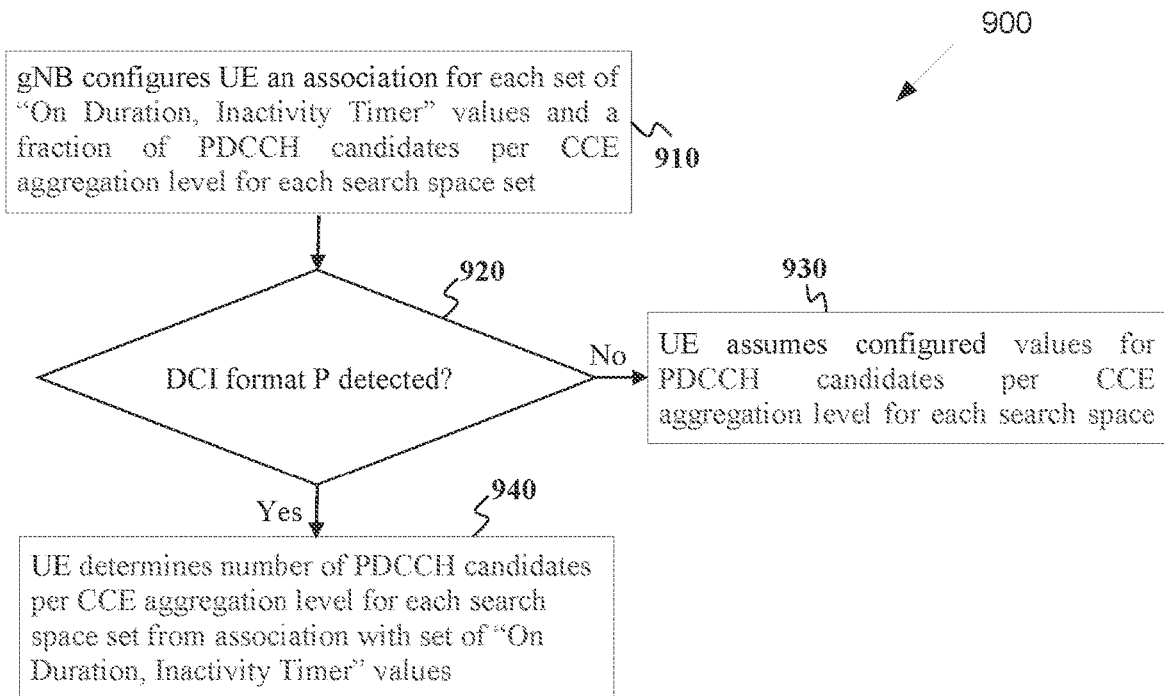 900
gNB configures UE an association for each set of
“On Duration, Inactivity Timer” values and a
fraction of PDCCH candidates per CCE
aggregation level for each search space set
910
920
DCI format P detected?
No
930
UE assumes configured values for
PDCCH candidates per CCE
aggregation level for each search space
Yes
940
UE determines number of PDCCH candidates
per CCE aggregation level for each search
space set from association with set of “On
Duration, Inactivity Timer” values